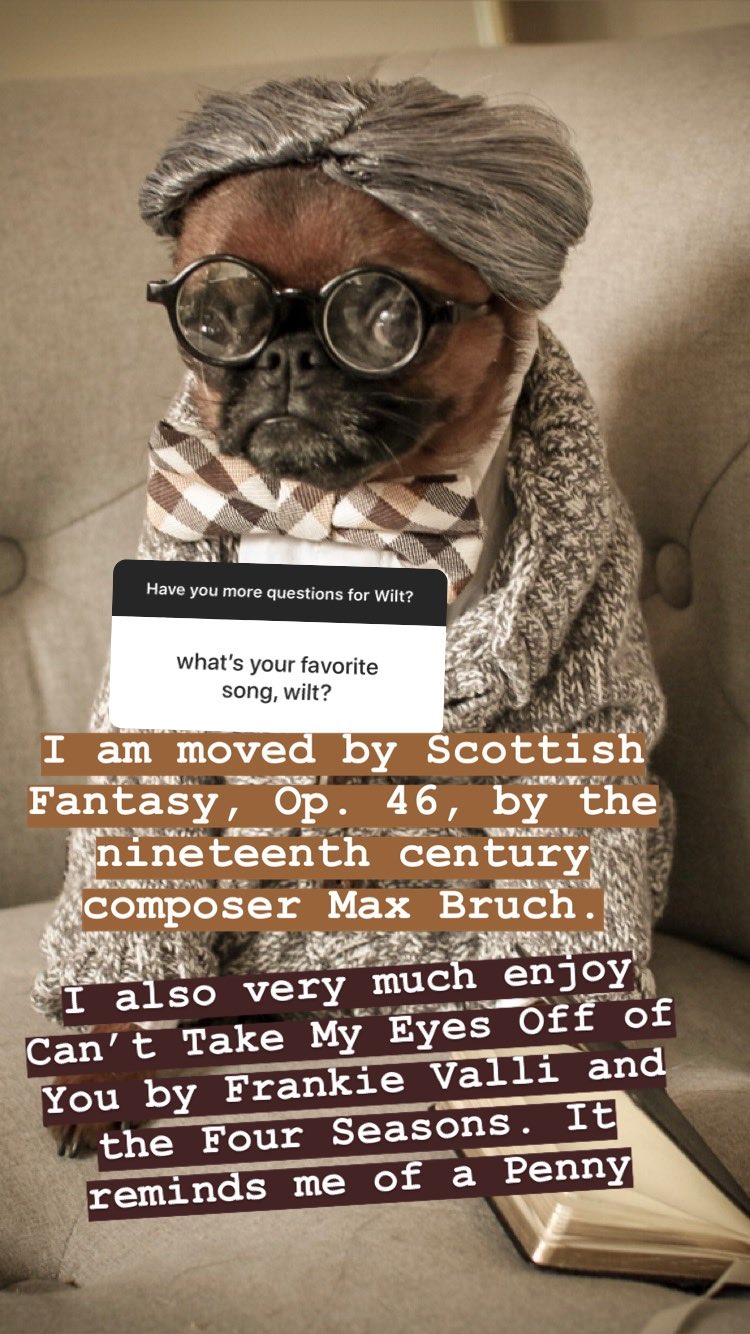 Have you more questions for Wilt?
what's your favorite
song, wilt?
I am moved by Scottish
Fantasy, Op. 46, by the
nineteenth century
composer Max Bruch.
I also very much enjoy
Can't Take My Eyes Off of
You by Frankie Valli and
the Four Seasons. It
reminds me of a Penny